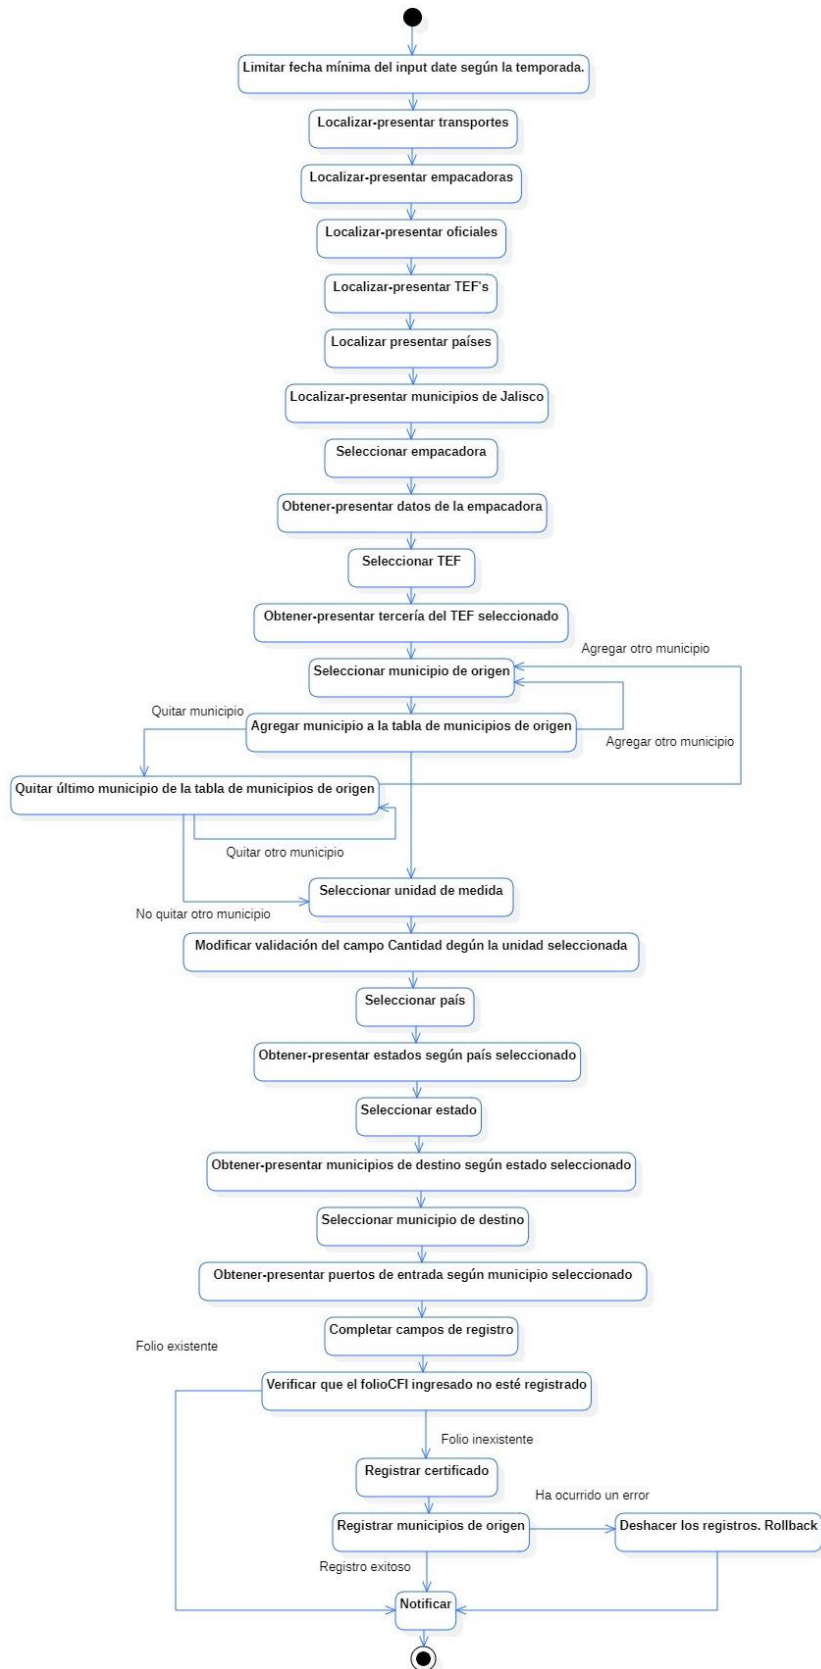 Limitar fecha mínima del input date según la temporada.
Localizar-presentar transportes
Localizar-presentar empacadoras
Localizar-presentar oficiales
Localizar-presentar TEF's
Localizar presentar países
Localizar-presentar municipios de Jalisco
Seleccionar empacadora
Obtener-presentar datos de la empacadora
Seleccionar TEF
Obtener-presentar tercería del TEF seleccionado
Agregar otro municipio
Seleccionar municipio de origen
Quitar municipio
Agregar municipio a la tabla de municipios de origen
Agregar otro municipio
Quitar último municipio de la tabla de municipios de origen
Quitar otro municipio
Seleccionar unidad de medida
No quitar otro municipio
Modificar validación del campo Cantidad degún la unidad seleccionada
Seleccionar país
Obtener-presentar estados según país seleccionado
Seleccionar estado
Obtener-presentar municipios de destino según estado seleccionado
Seleccionar municipio de destino
Obtener-presentar puertos de entrada según municipio seleccionado
Completar campos de registro
Folio existente
Verificar que el folioCFI ingresado no esté registrado
Folio inexistente
Registrar certificado
Ha ocurrido un error
Registrar municipios de origen
Deshacer los registros. Rollback
Registro exitoso
Notificar